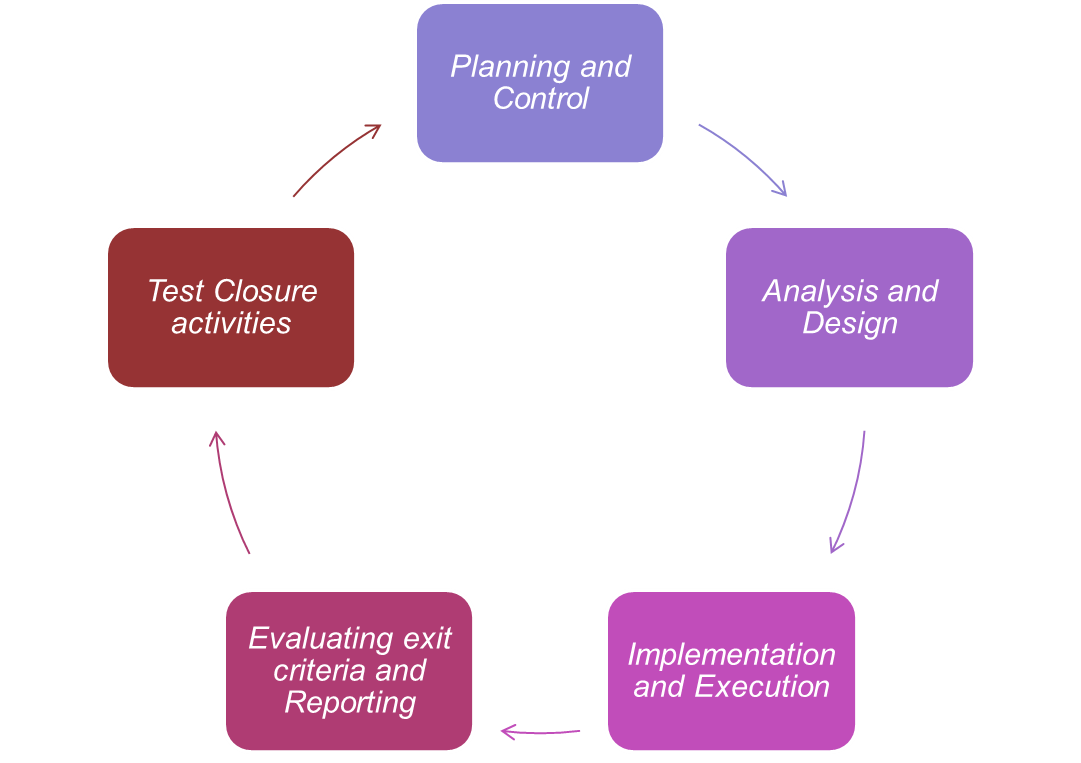 Planning and
Control
Analysis and
Design
Implementation
and Execution
Evaluating exit
criteria and
Reporting
Test Closure
activities